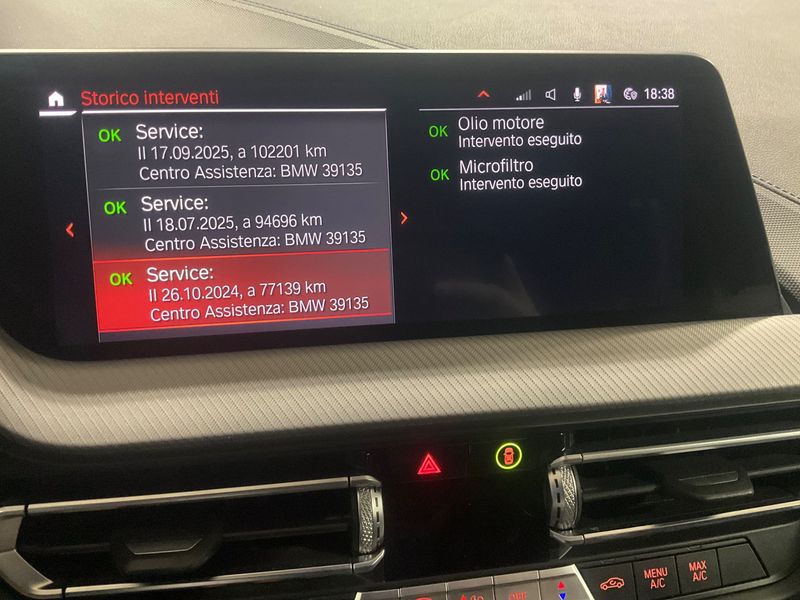 Storico interventi
18:38
OK Service:
Il 17.09.2025, a 102201 km
Centro Assistenza: BMW 39135
OK Service:
Il 18.07.2025, a 94696 km
Centro Assistenza: BMW 39135
OK Service:
Il 26.10.2024, a 77139 km
Centro Assistenza: BMW 39135
OK Olio motore
Intervento eseguito
OK Microfiltro
Intervento eseguito
MENU
A/C
MAX
A/C